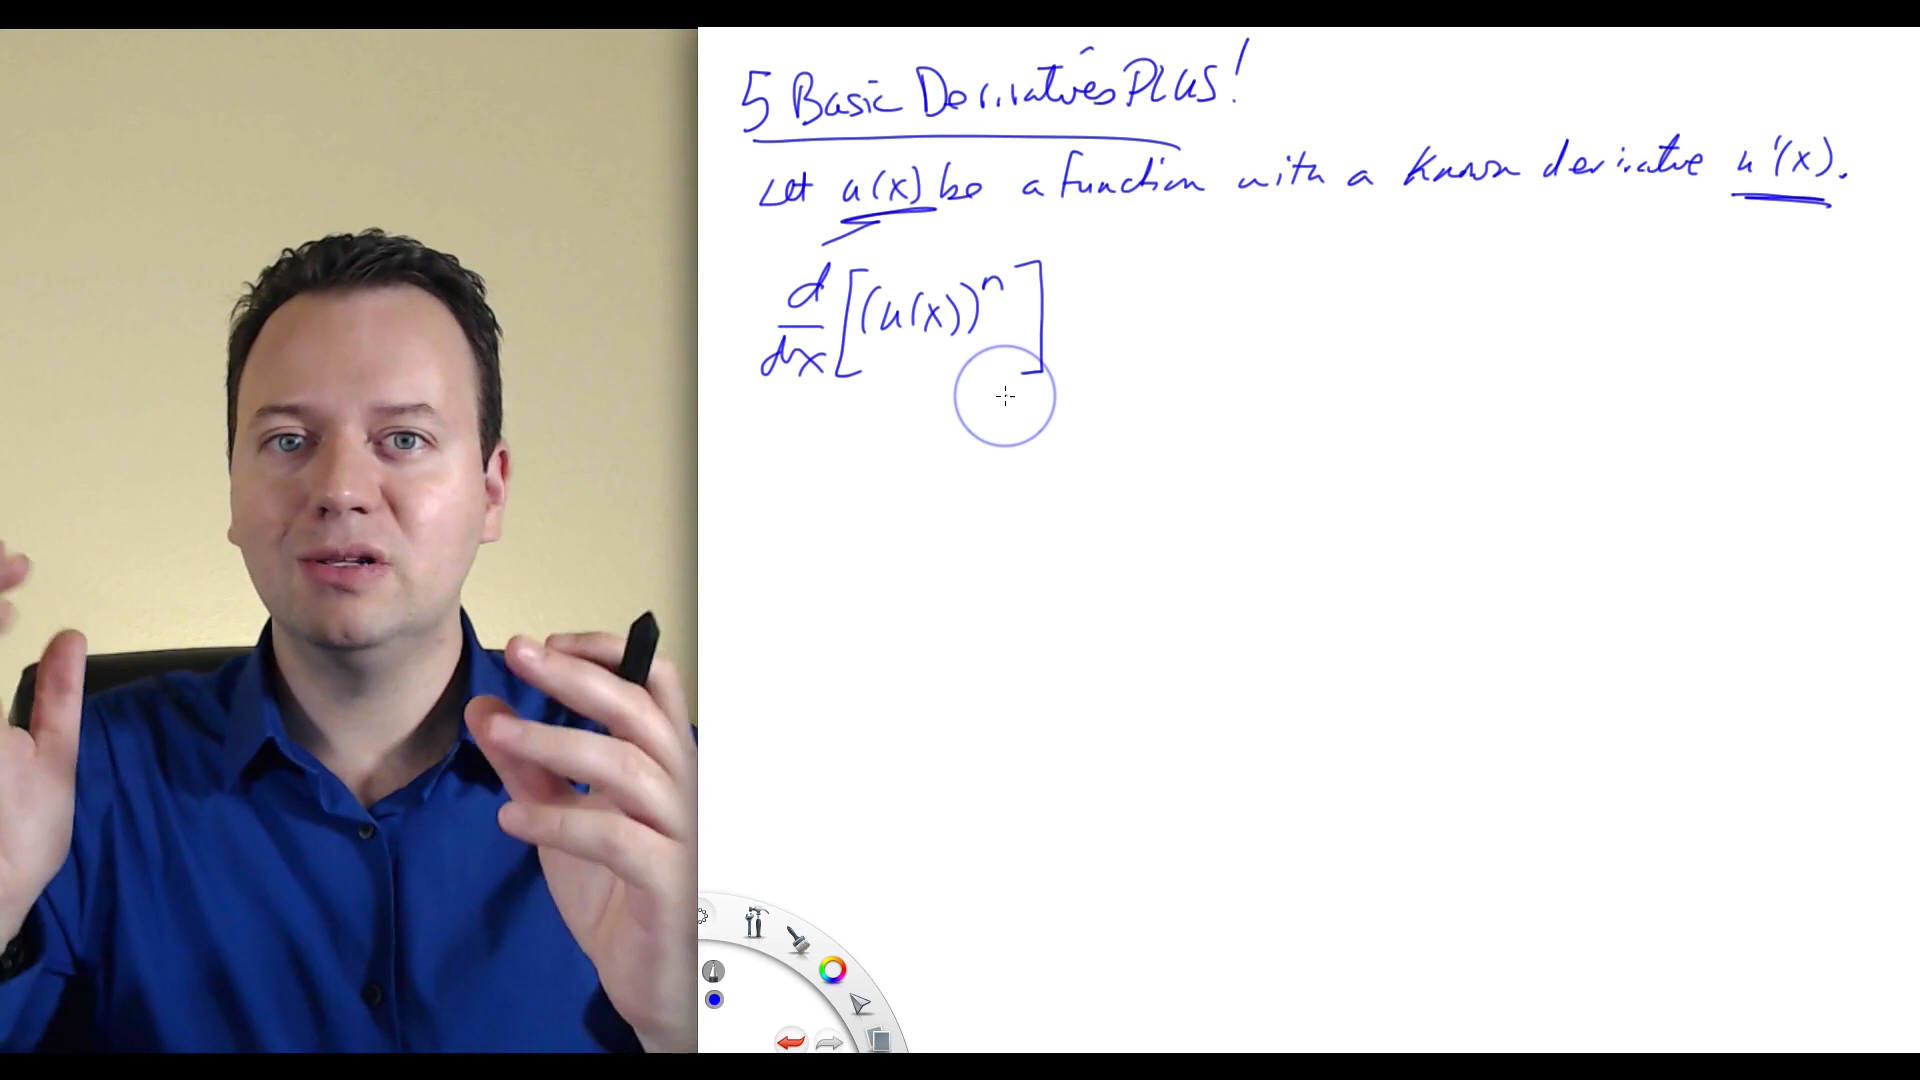 5 Basic Derivatives PLUS!
Let u(x) be a function with a known derivative u'(x).
d/dx [(u(x))^n]